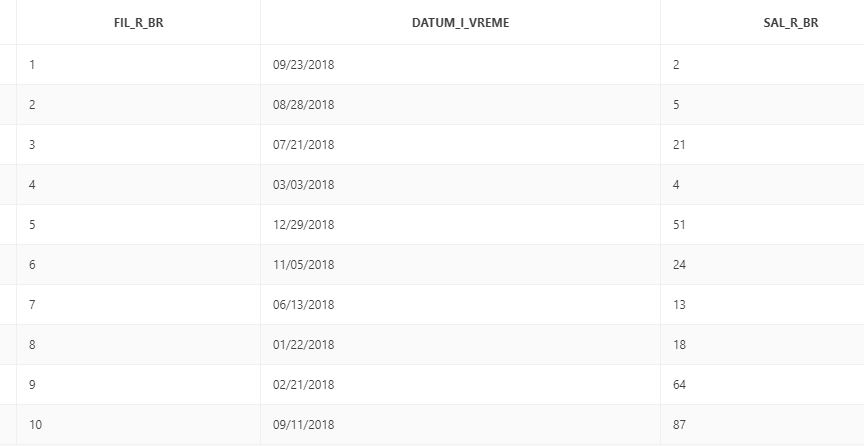 FIL_R_BR DATUM_I_VREME SAL_R_BR
1 09/23/2018 2
2 08/28/2018 5
3 07/21/2018 21
4 03/03/2018 4
5 12/29/2018 51
6 11/05/2018 24
7 06/13/2018 13
8 01/22/2018 18
9 02/21/2018 64
10 09/11/2018 87